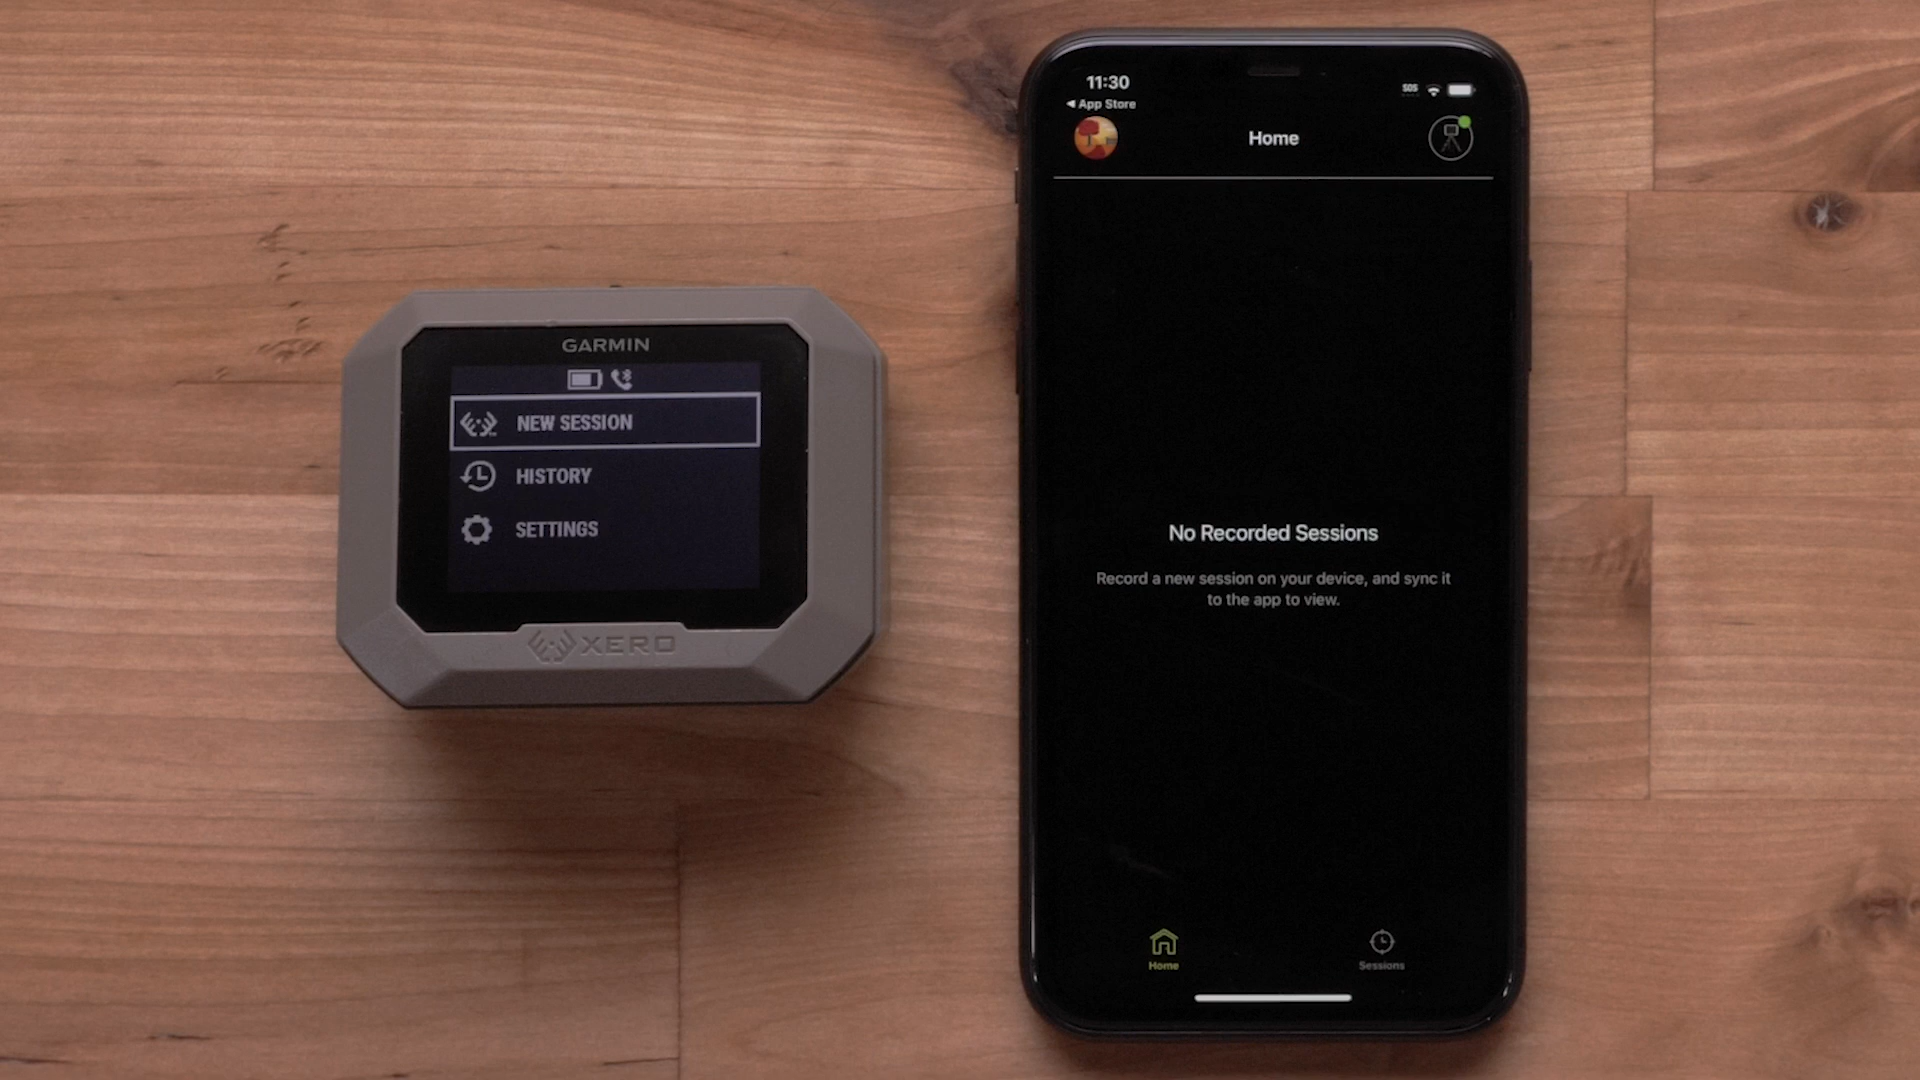 GARMIN
NEW SESSION
HISTORY
SETTINGS
XERO
11:30
SOS
◀ App Store
Home
No Recorded Sessions
Record a new session on your device, and sync it
to the app to view.
Home
Sessions